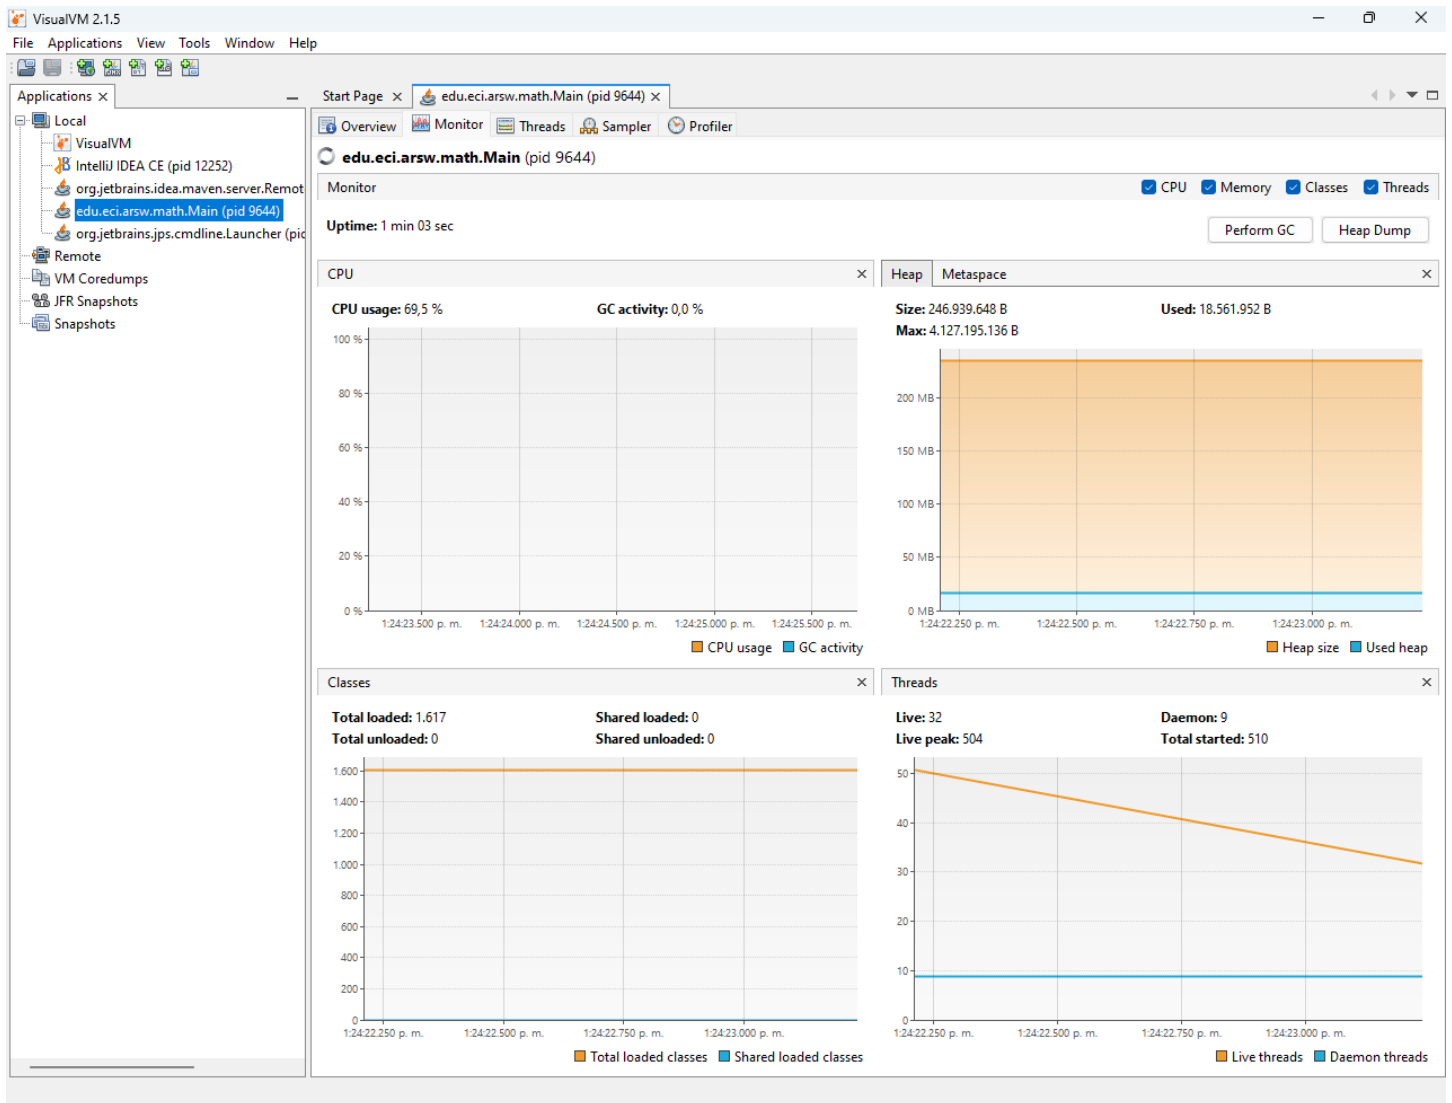 VisualVM 2.1.5
File Applications View Tools Window Help
Applications
Local
VisualVM
IntelliJ IDEA CE (pid 12252)
org.jetbrains.idea.maven.server.Remot
edu.eci.arsw.math.Main (pid 9644)
org.jetbrains.jps.cmdline.Launcher (pid
Remote
VM Coredumps
JFR Snapshots
Snapshots
Start Page edu.eci.arsw.math.Main (pid 9644)
Overview Monitor Threads Sampler Profiler
edu.eci.arsw.math.Main (pid 9644)
Monitor CPU Memory Classes Threads
Uptime: 1 min 03 sec Perform GC Heap Dump
CPU
CPU usage: 69,5 % GC activity: 0,0 %
100 %
80 %
60 %
40 %
20 %
0 %
1:24:23.500 p. m. 1:24:24.000 p. m. 1:24:24.500 p. m. 1:24:25.000 p. m. 1:24:25.500 p. m.
CPU usage GC activity
Heap Metaspace
Size: 246.939.648 B Used: 18.561.952 B
Max: 4.127.195.136 B
200 MB
150 MB
100 MB
50 MB
0 MB
1:24:22.250 p. m. 1:24:22.500 p. m. 1:24:22.750 p. m. 1:24:23.000 p. m.
Heap size Used heap
Classes
Total loaded: 1.617 Shared loaded: 0
Total unloaded: 0 Shared unloaded: 0
1.600
1.400
1.200
1.000
800
600
400
200
0
1:24:22.250 p. m. 1:24:22.500 p. m. 1:24:22.750 p. m. 1:24:23.000 p. m.
Total loaded classes Shared loaded classes
Threads
Live: 32 Daemon: 9
Live peak: 504 Total started: 510
50
40
30
20
10
0
1:24:22.250 p. m. 1:24:22.500 p. m. 1:24:22.750 p. m. 1:24:23.000 p. m.
Live threads Daemon threads